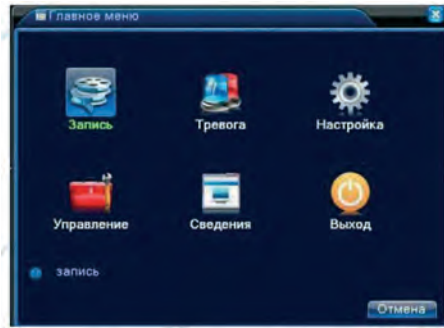 Главное меню
Запись Тревога Настройка
Управление Сведения Выход
запись
Отмена